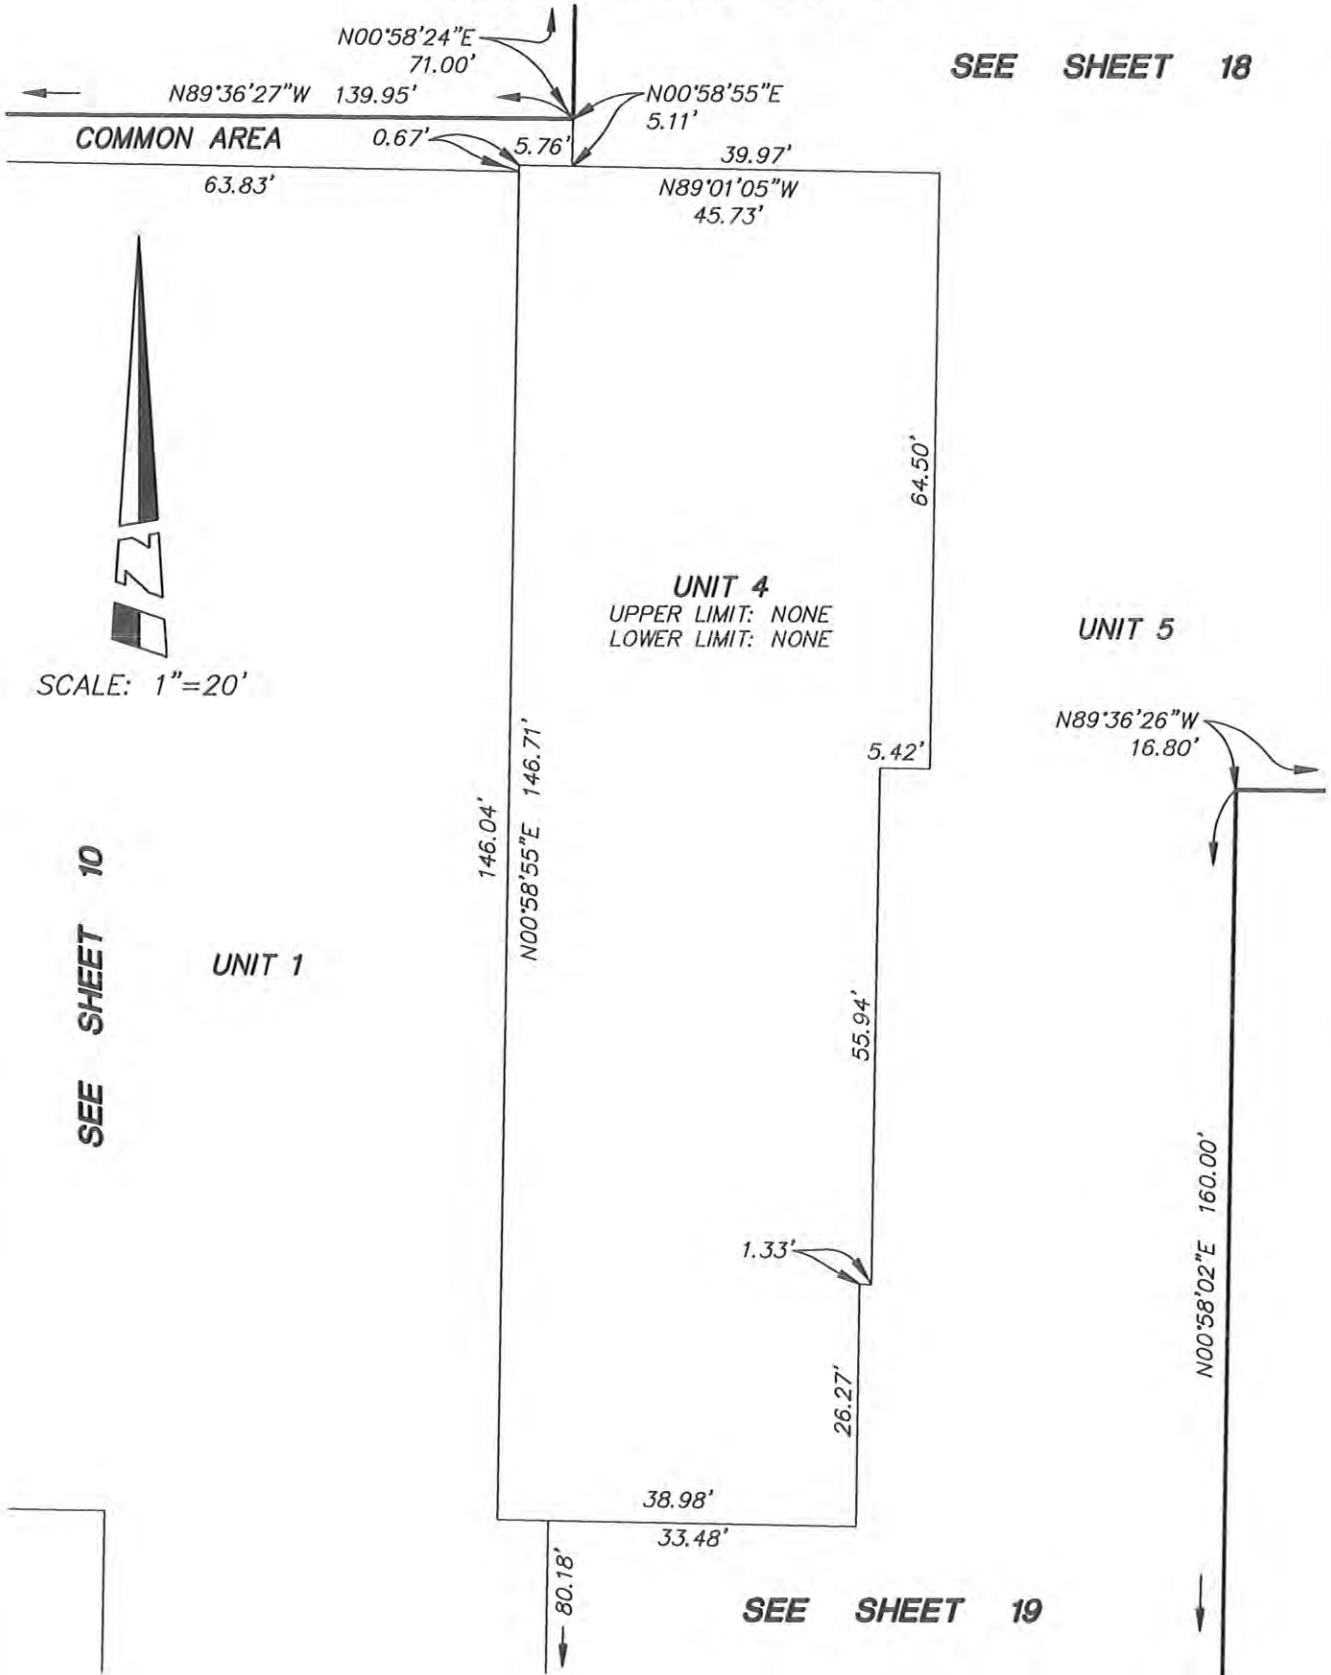 N00°58'24"E
71.00'
SEE SHEET 18
N89°36'27"W 139.95'
N00°58'55"E
5.11'
COMMON AREA
0.67'
5.76'
39.97'
63.83'
N89°01'05"W
45.73'
64.50'
UNIT 4
UPPER LIMIT: NONE
LOWER LIMIT: NONE
UNIT 5
N
SCALE: 1"=20'
N89°36'26"W
16.80'
5.42'
146.04'
N00°58'55"E 146.71'
SEE SHEET 10
UNIT 1
55.94'
N00°58'02"E 160.00'
1.33'
26.27'
38.98'
33.48'
80.18'
SEE SHEET 19